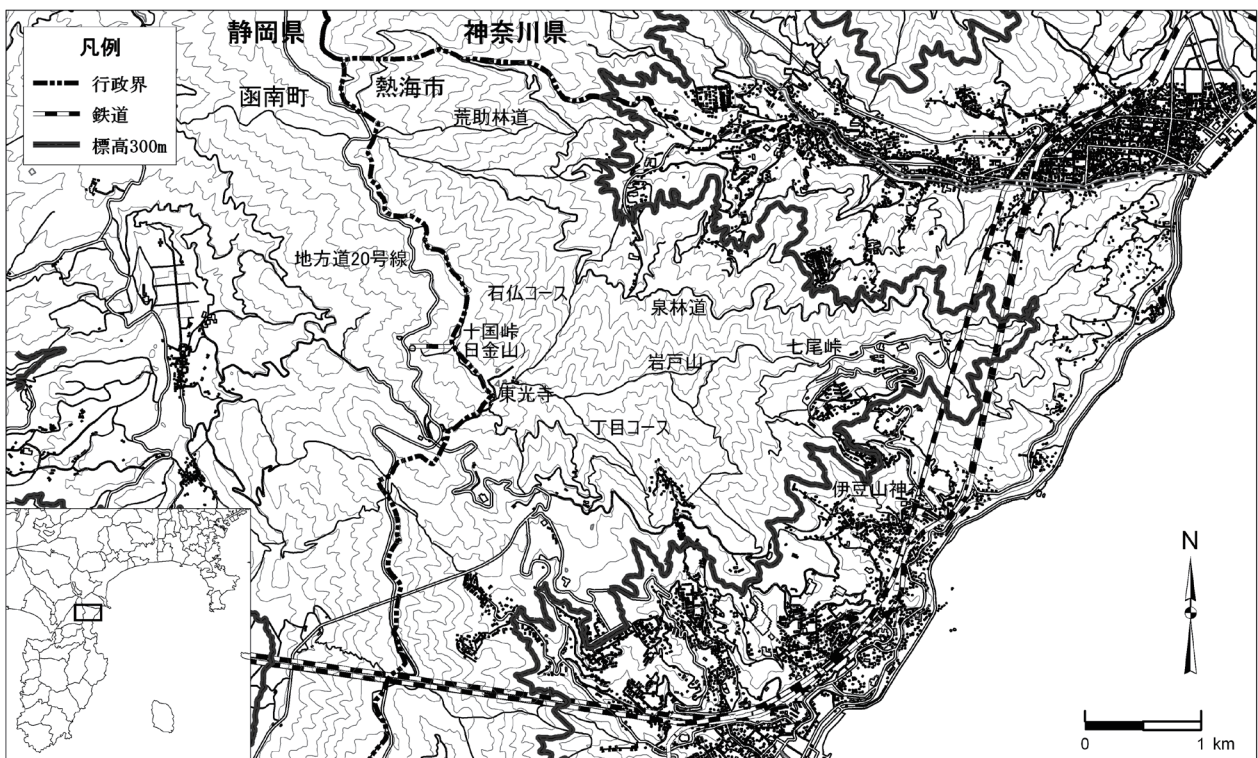 静岡県
神奈川県
凡例
行政界
鉄道
標高300m
函南町
熱海市
荒助林道
地方道20号線
石仏コース
泉林道
十国峠
(日金山)
岩戸山
七尾峠
東光寺
丁目コース
伊豆山神社
N
0
1 km